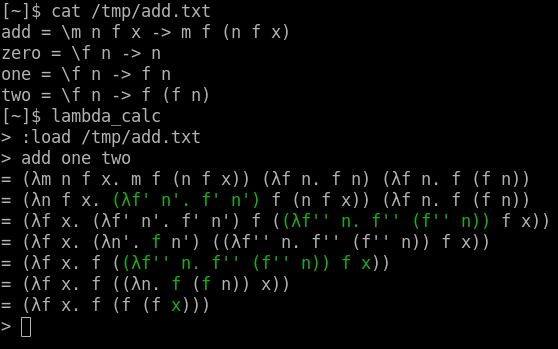 [~]$ cat /tmp/add.txt
add = \m n f x -> m f (n f x)
zero = \f n -> n
one = \f n -> f n
two = \f n -> f (f n)
[~]$ lambda_calc
> :load /tmp/add.txt
> add one two
= (λm n f x. m f (n f x)) (λf n. f n) (λf n. f (f n))
= (λn f x. (λf' n'. f' n') f (n f x)) (λf n. f (f n))
= (λf x. (λf' n'. f' n') f ((λf'' n. f'' (f'' n)) f x))
= (λf x. (λn'. f n') ((λf'' n. f'' (f'' n)) f x))
= (λf x. f ((λf'' n. f'' (f'' n)) f x))
= (λf x. f ((λn. f (f n)) x))
= (λf x. f (f (f x)))
>